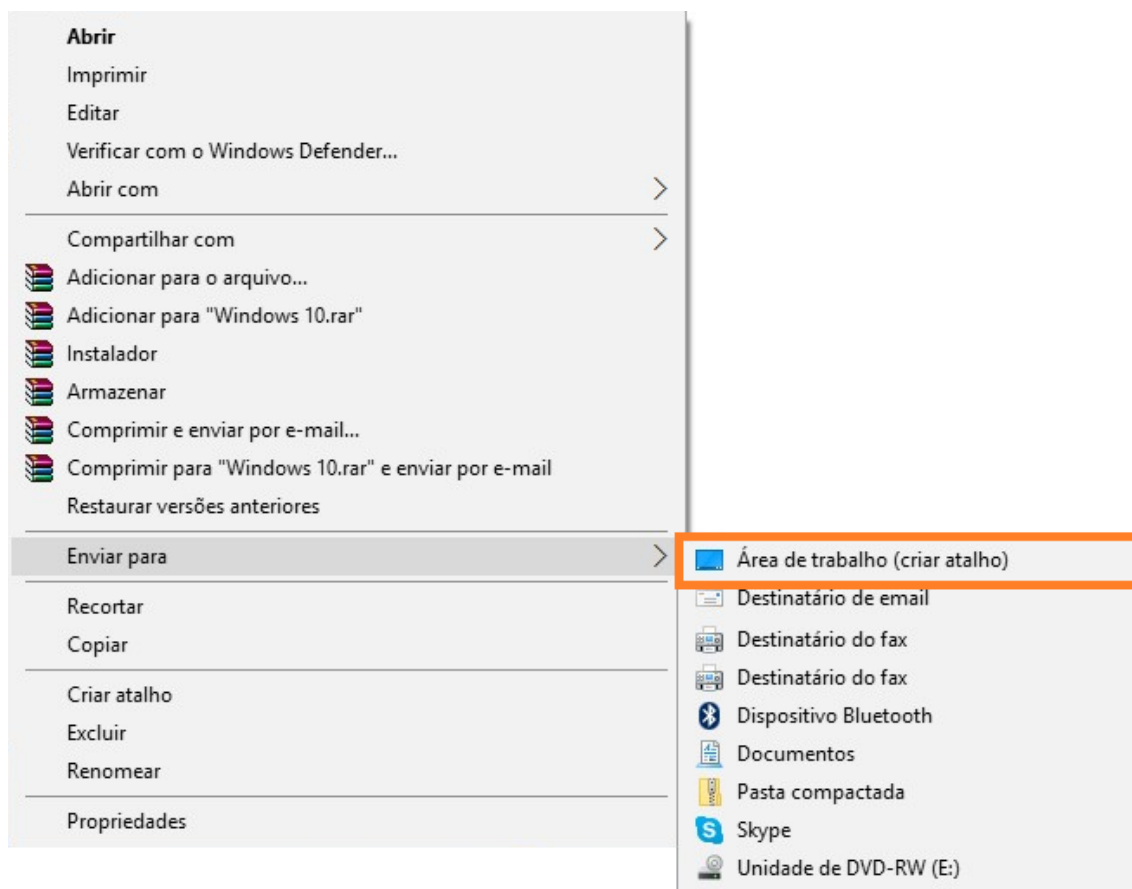 Abrir
Imprimir
Editar
Verificar com o Windows Defender...
Abrir com
Compartilhar com
Adicionar para o arquivo...
Adicionar para "Windows 10.rar"
Instalador
Armazenar
Comprimir e enviar por e-mail...
Comprimir para "Windows 10.rar" e enviar por e-mail
Restaurar versões anteriores
Enviar para
Recortar
Copiar
Criar atalho
Excluir
Renomear
Propriedades
Área de trabalho (criar atalho)
Destinatário de email
Destinatário do fax
Destinatário do fax
Dispositivo Bluetooth
Documentos
Pasta compactada
Skype
Unidade de DVD-RW (E:)